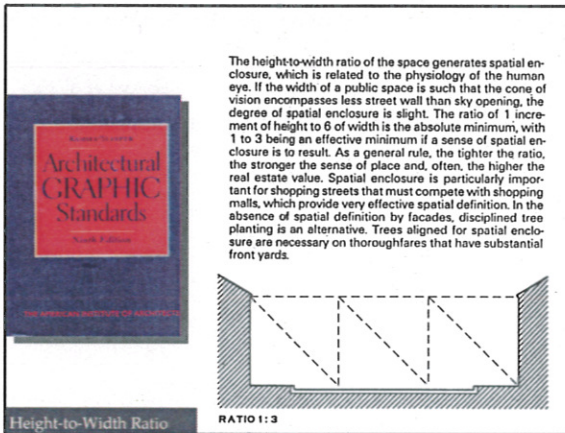 The height-to-width ratio of the space generates spatial en-
closure, which is related to the physiology of the human
eye. If the width of a public space is such that the cone of
vision encompasses less street wall than sky opening, the
degree of spatial enclosure is slight. The ratio of 1 incre-
ment of height to 6 of width is the absolute minimum, with
1 to 3 being an effective minimum if a sense of spatial en-
closure is to result. As a general rule, the tighter the ratio,
the stronger the sense of place and, often, the higher the
real estate value. Spatial enclosure is particularly impor-
tant for shopping streets that must compete with shopping
malls, which provide very effective spatial definition. In the
absence of spatial definition by facades, disciplined tree
planting is an alternative. Trees aligned for spatial enclo-
sure are necessary on thoroughfares that have substantial
front yards.
Architectural
GRAPHIC
Standards
THE AMERICAN INSTITUTE OF ARCHITECTS
Height-to-Width Ratio
RATIO 1:3